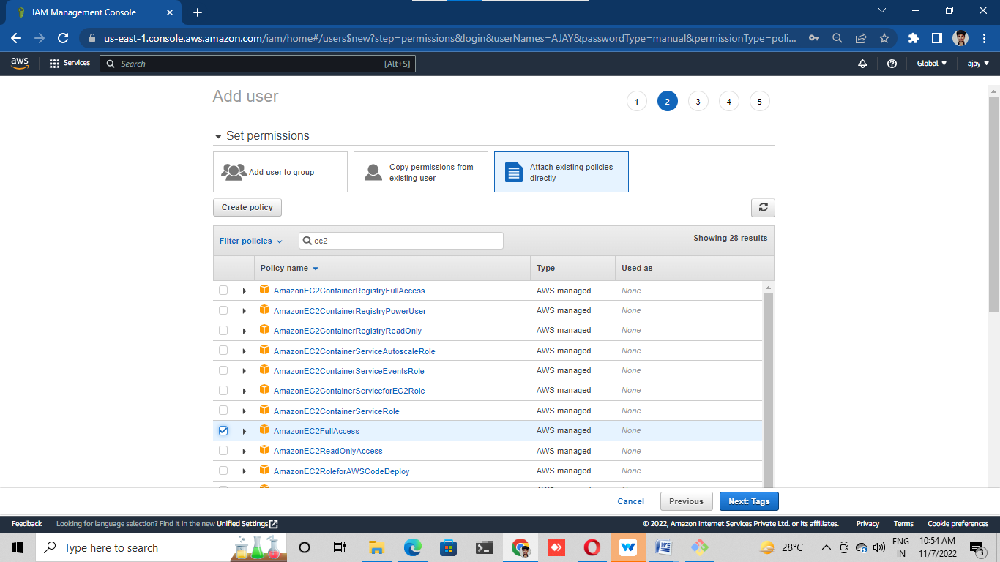 IAM Management Console
us-east-1.console.aws.amazon.com/iam/home#/users$new?step=permissions&login&userNames=AJAY&passwordType=manual&permissionType=poli...
aws Services Search [Alt+S] Global ajay
Add user 1 2 3 4 5
Set permissions
Add user to group
Copy permissions from
existing user
Attach existing policies
directly
Create policy
Filter policies ec2 Showing 28 results
Policy name Type Used as
AmazonEC2ContainerRegistryFullAccess AWS managed None
AmazonEC2ContainerRegistryPowerUser AWS managed None
AmazonEC2ContainerRegistryReadOnly AWS managed None
AmazonEC2ContainerServiceAutoscaleRole AWS managed None
AmazonEC2ContainerServiceEventsRole AWS managed None
AmazonEC2ContainerServiceforEC2Role AWS managed None
AmazonEC2ContainerServiceRole AWS managed None
AmazonEC2FullAccess AWS managed None
AmazonEC2ReadOnlyAccess AWS managed None
AmazonEC2RoleforAWSCodeDeploy AWS managed None
Cancel Previous Next: Tags
Feedback Looking for language selection? Find it in the new Unified Settings © 2022, Amazon Internet Services Private Ltd. or its affiliates. Privacy Terms Cookie preferences
Type here to search 28°C ENG IN 10:54 AM 11/7/2022 3